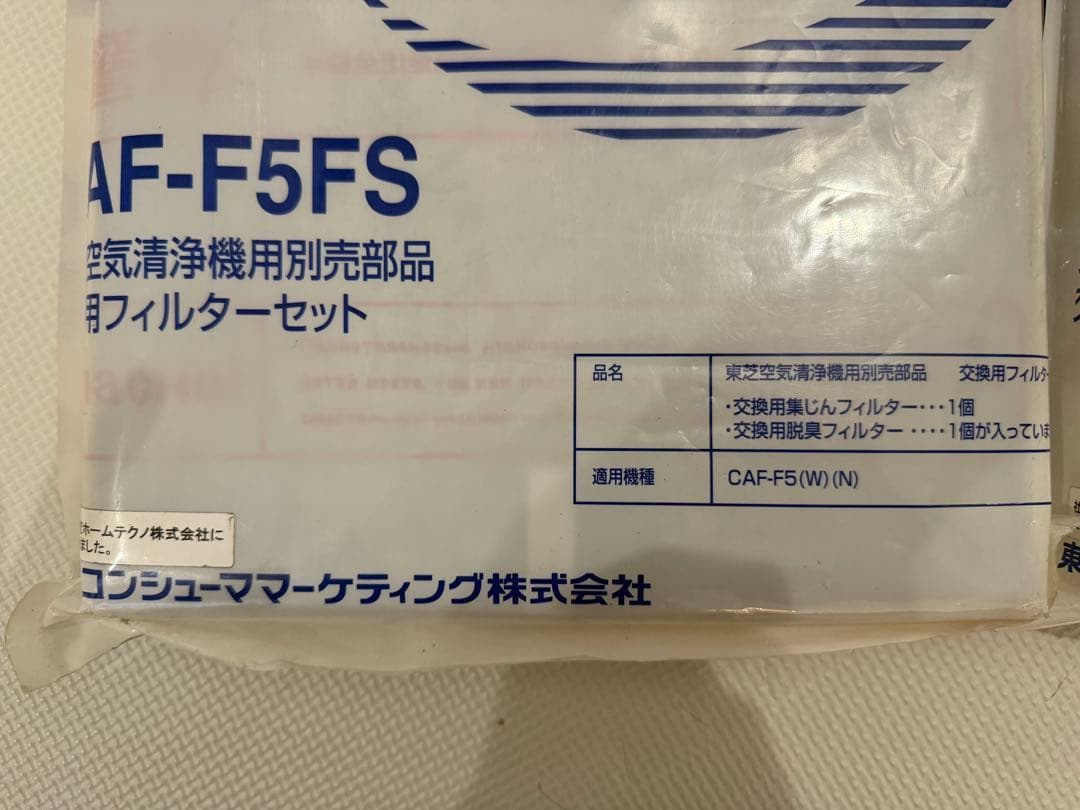 AF-F5FS
空気清浄機用別売部品
用フィルターセット
品名
東芝空気清浄機用別売部品 交換用フィルター
・交換用集じんフィルター・・・1個
・交換用脱臭フィルター ・・・・1個が入っていま
適用機種
CAF-F5(W)(N)
芝ホームテクノ株式会社に
ました。
コンシューママーケティング株式会社
東